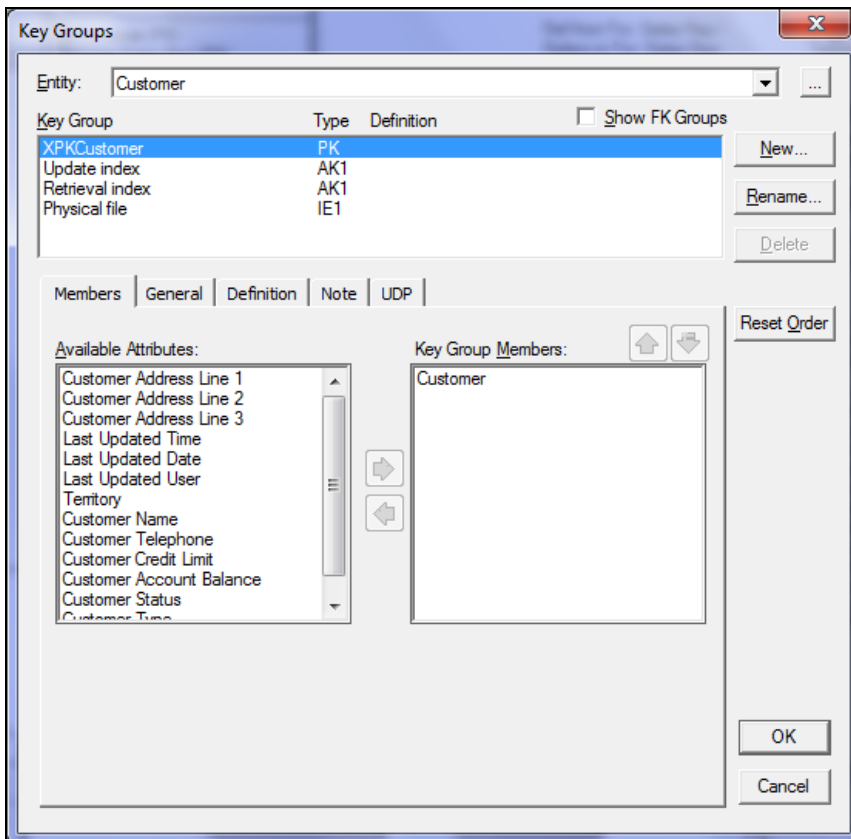 Key Groups
Entity: Customer ...
Key Group Type Definition Show FK Groups
XPKCustomer PK
Update index AK1
Retrieval index AK1
Physical file IE1
New...
Rename...
Delete
Members General Definition Note UDP
Reset Order
Available Attributes: Key Group Members:
Customer Address Line 1
Customer Address Line 2
Customer Address Line 3
Last Updated Time
Last Updated Date
Last Updated User
Territory
Customer Name
Customer Telephone
Customer Credit Limit
Customer Account Balance
Customer Status
Customer Type
Customer
OK
Cancel